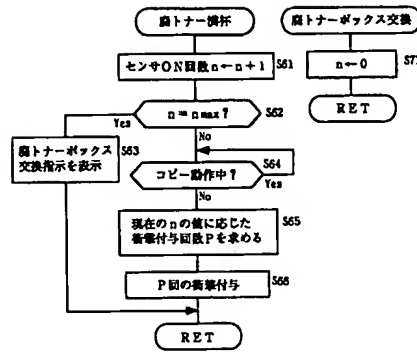 廃トナー満杯
センサON回数n←n+1
S61
n=nmax?
S62
Yes
No
廃トナーボックス
交換指示を表示
S63
コピー動作中?
S64
Yes
No
現在のnの値に応じた
衝撃付与回数Pを求める
S65
P回の衝撃付与
S66
RET
廃トナーボックス交換
n←0
S71
RET